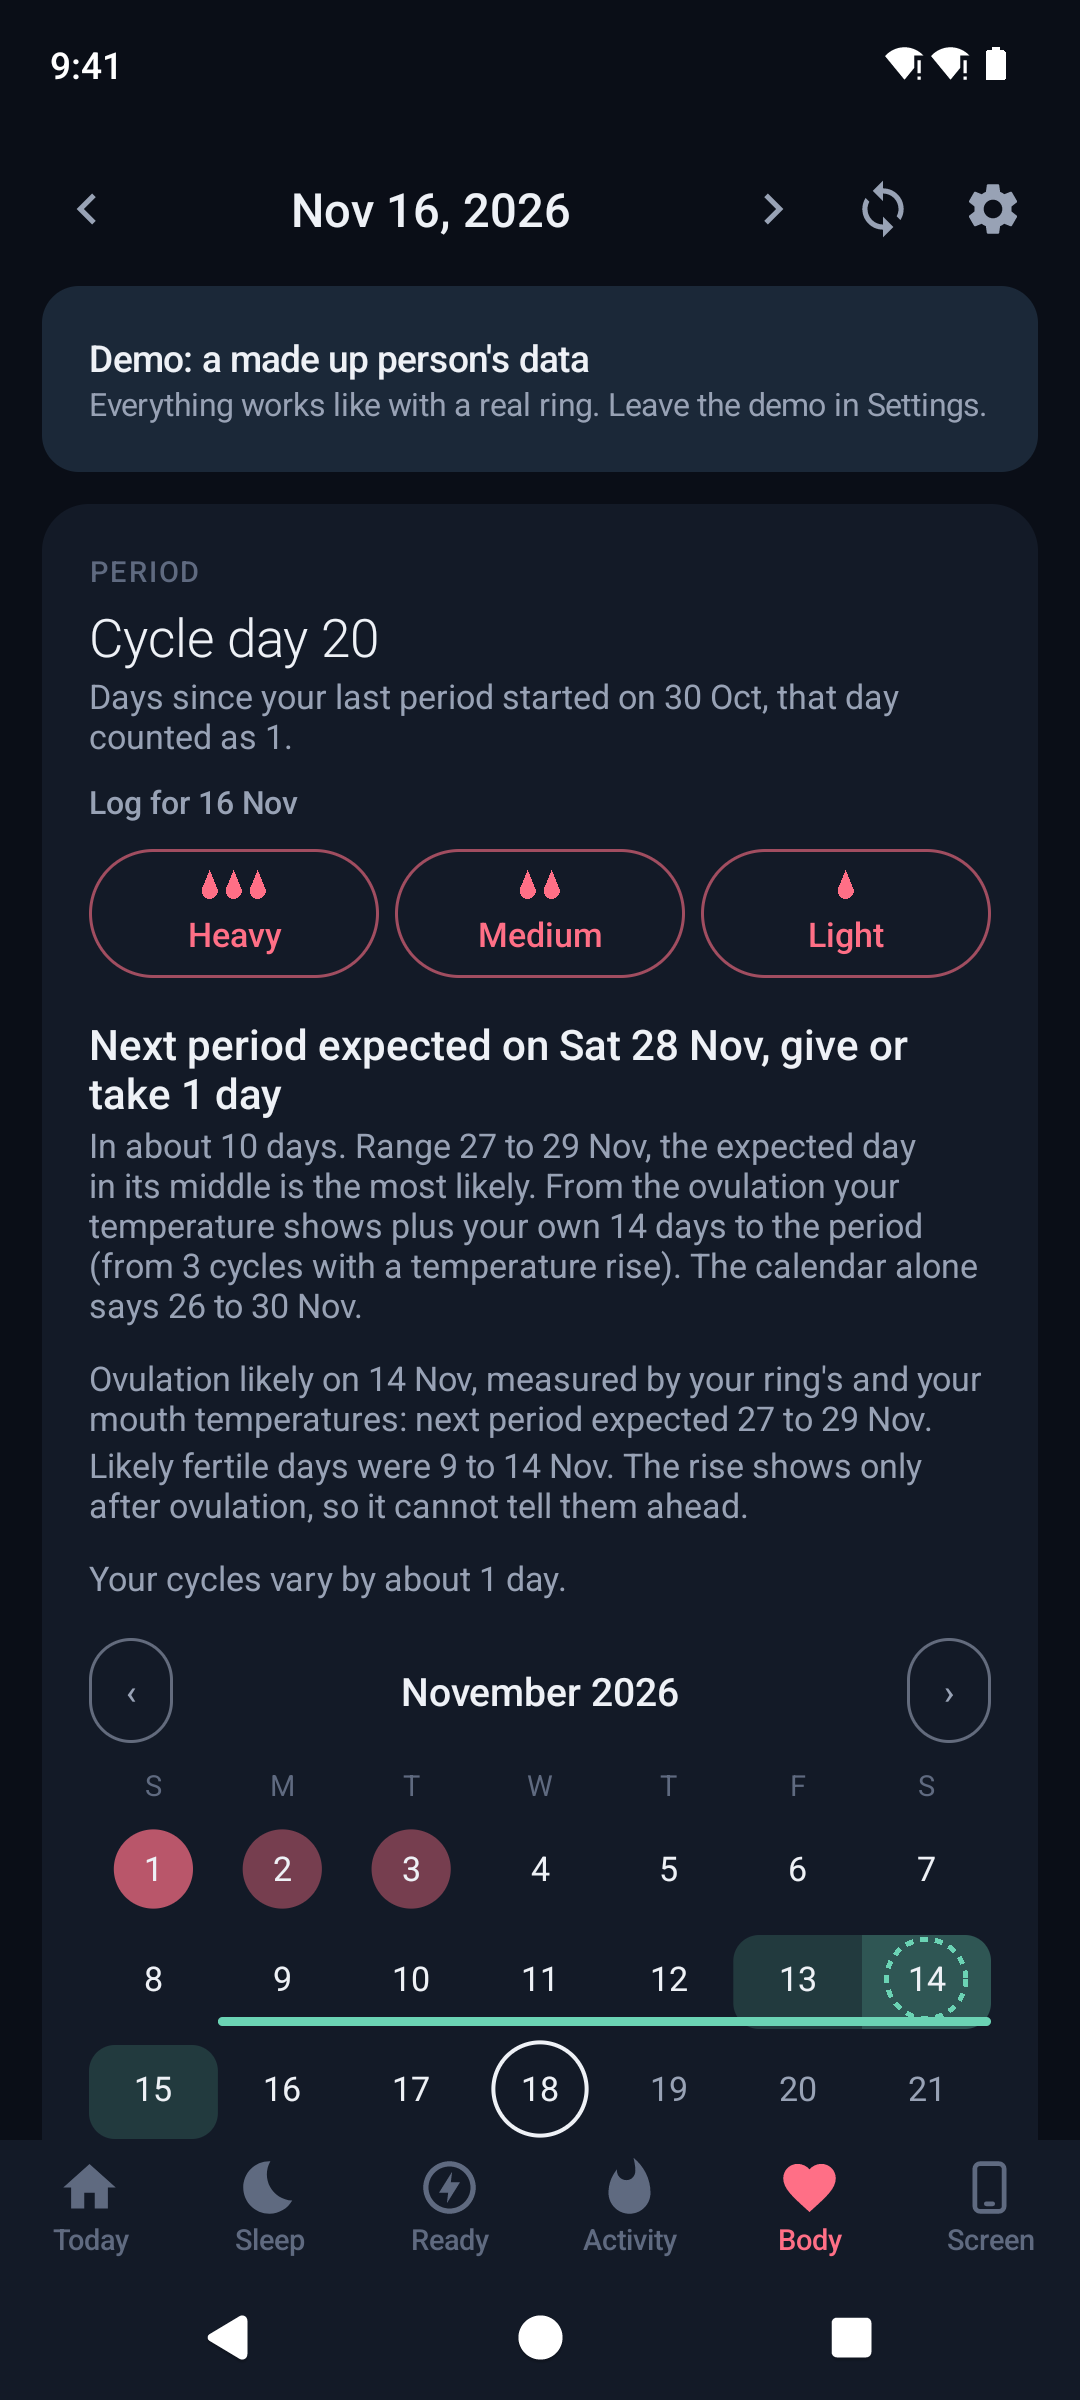 9:41
Nov 16, 2026
Demo: a made up person's data
Everything works like with a real ring. Leave the demo in Settings.
PERIOD
Cycle day 20
Days since your last period started on 30 Oct, that day
counted as 1.
Log for 16 Nov
Heavy
Medium
Light
Next period expected on Sat 28 Nov, give or
take 1 day
In about 10 days. Range 27 to 29 Nov, the expected day
in its middle is the most likely. From the ovulation your
temperature shows plus your own 14 days to the period
(from 3 cycles with a temperature rise). The calendar alone
says 26 to 30 Nov.
Ovulation likely on 14 Nov, measured by your ring's and your
mouth temperatures: next period expected 27 to 29 Nov.
Likely fertile days were 9 to 14 Nov. The rise shows only
after ovulation, so it cannot tell them ahead.
Your cycles vary by about 1 day.
‹ November 2026 ›
S M T W T F S
1 2 3 4 5 6 7
8 9 10 11 12 13 14
15 16 17 18 19 20 21
Today Sleep Ready Activity Body Screen